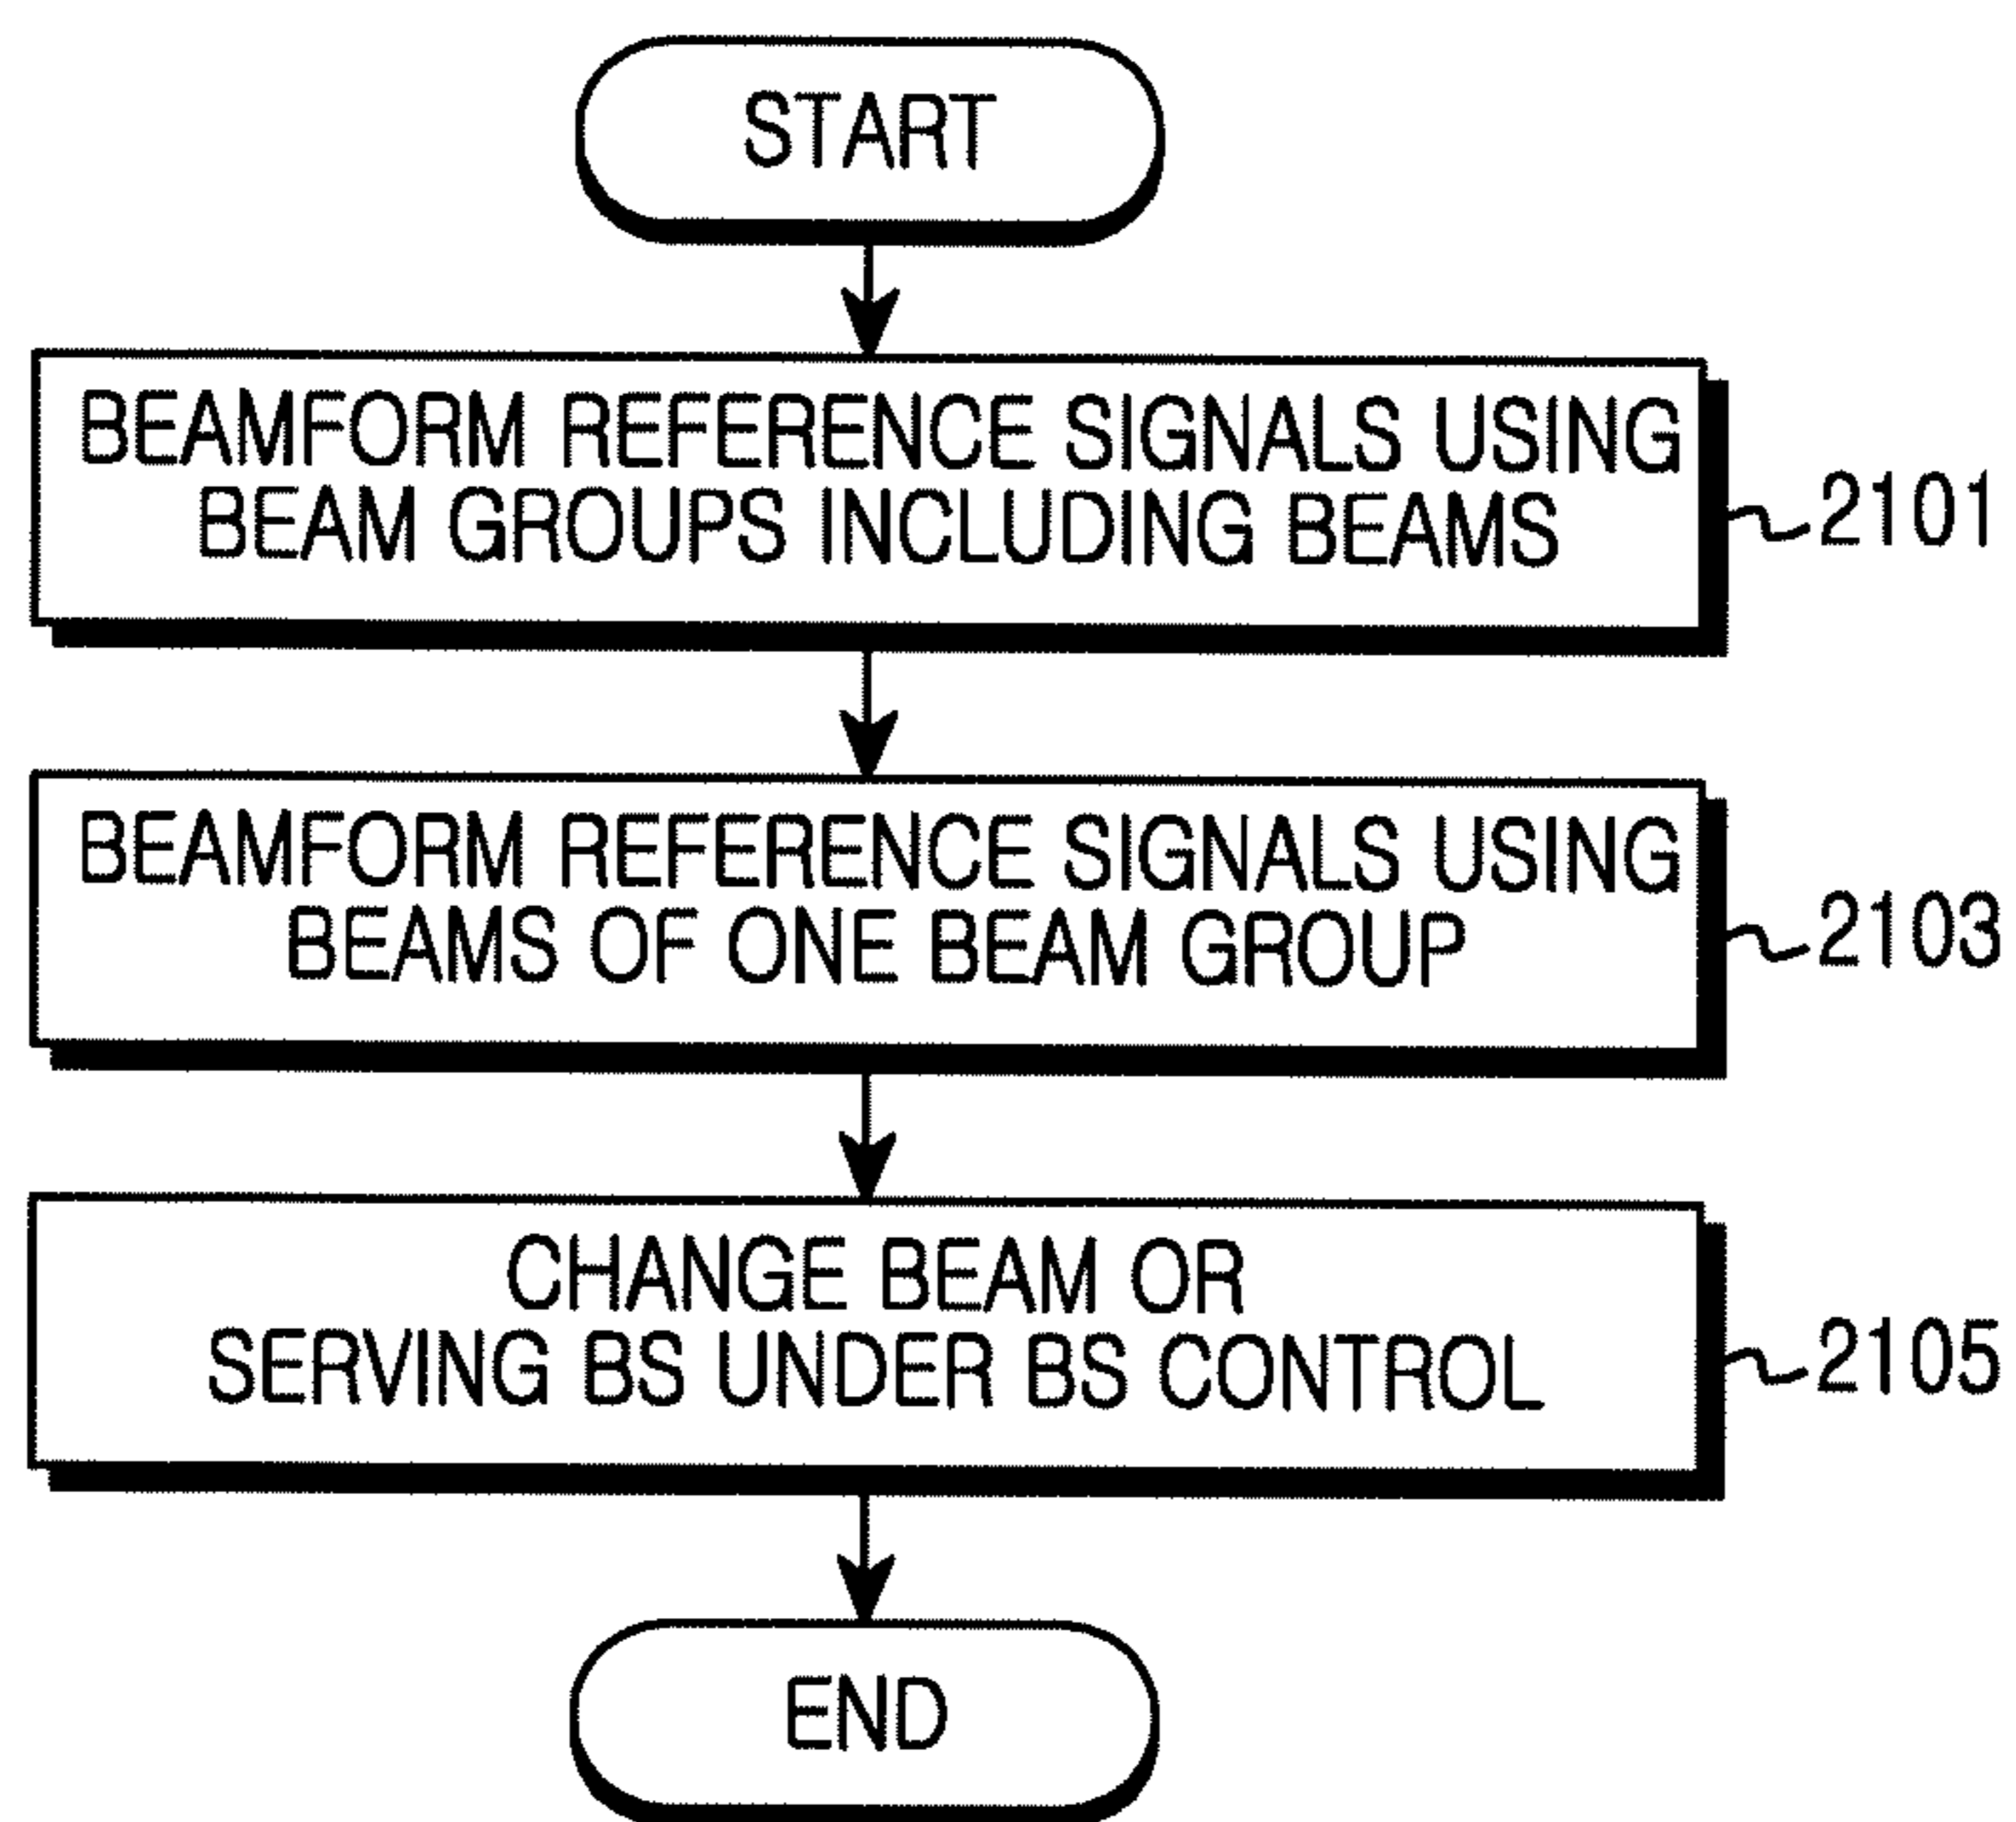 START
BEAMFORM REFERENCE SIGNALS USING
BEAM GROUPS INCLUDING BEAMS
2101
BEAMFORM REFERENCE SIGNALS USING
BEAMS OF ONE BEAM GROUP
2103
CHANGE BEAM OR
SERVING BS UNDER BS CONTROL
2105
END